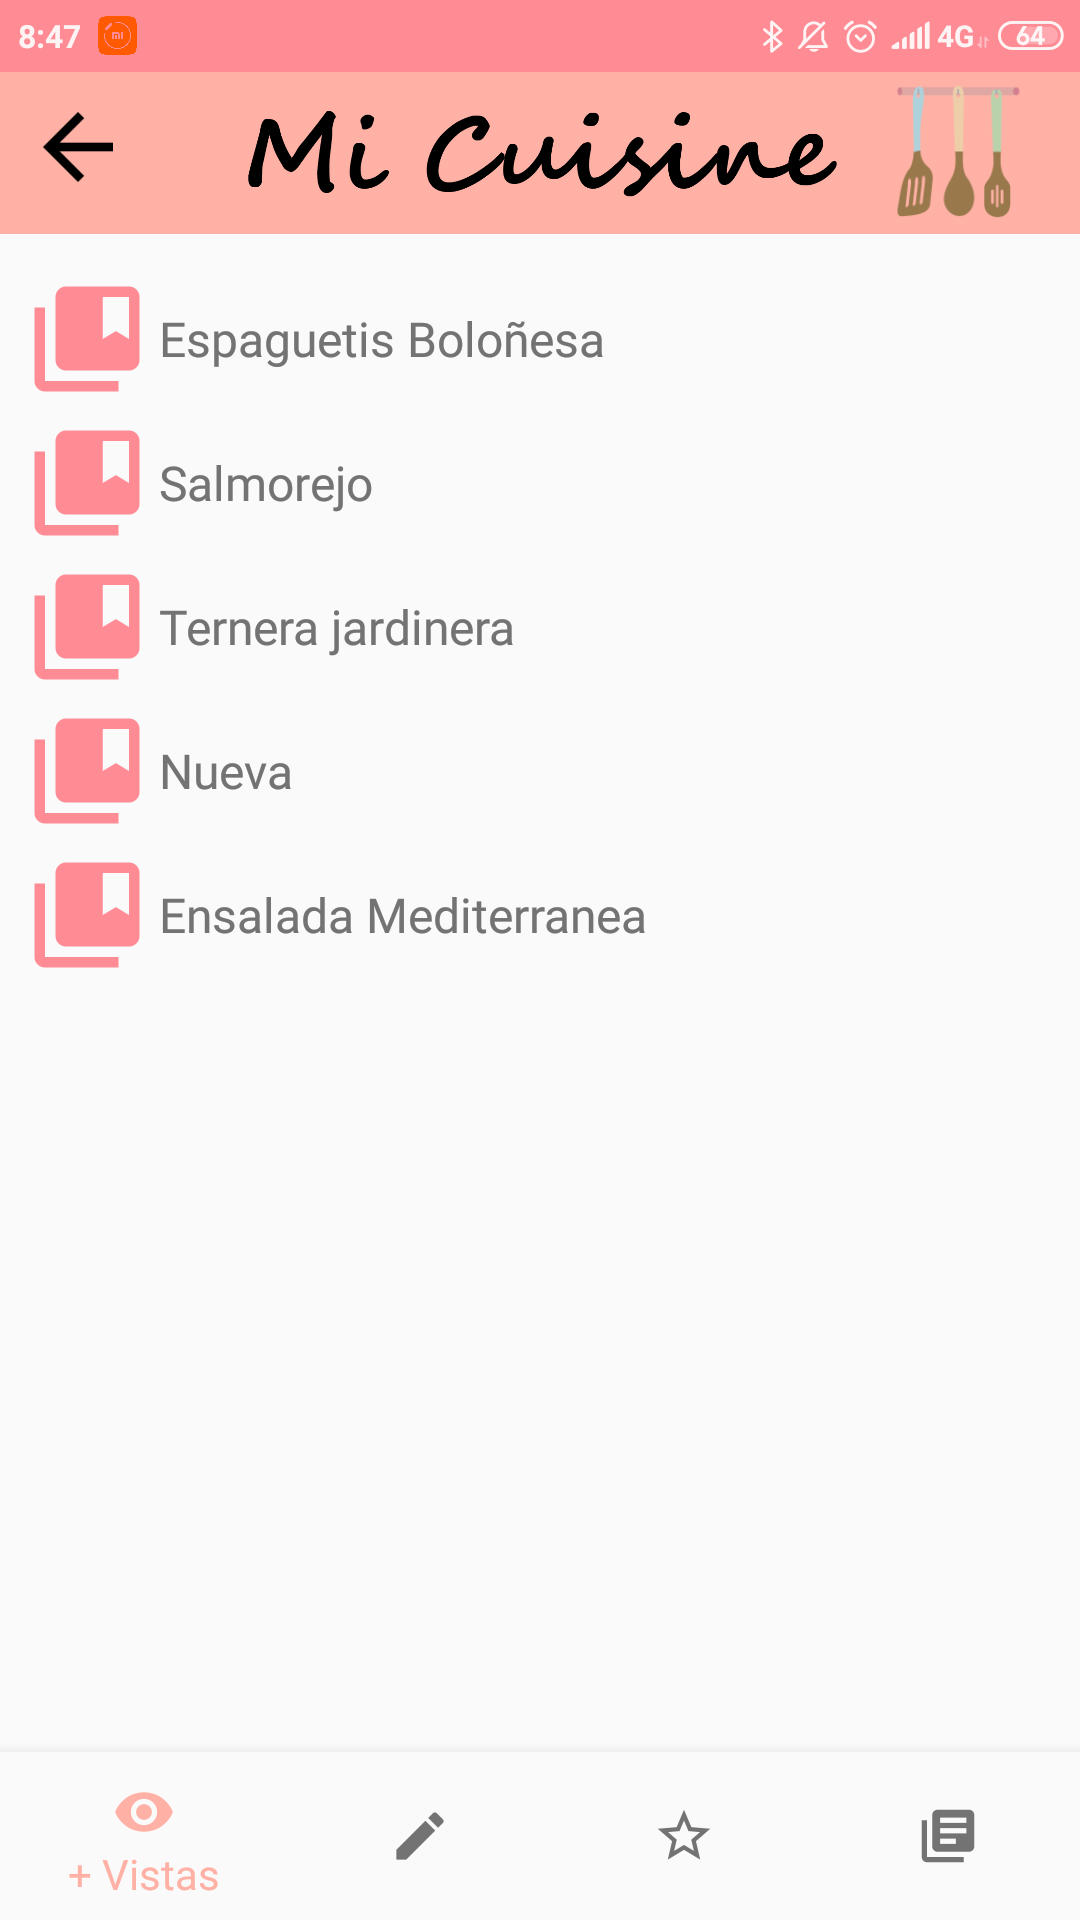 8:47 4G 64
Mi Cuisine
Espaguetis Boloñesa
Salmorejo
Ternera jardinera
Nueva
Ensalada Mediterranea
+ Vistas